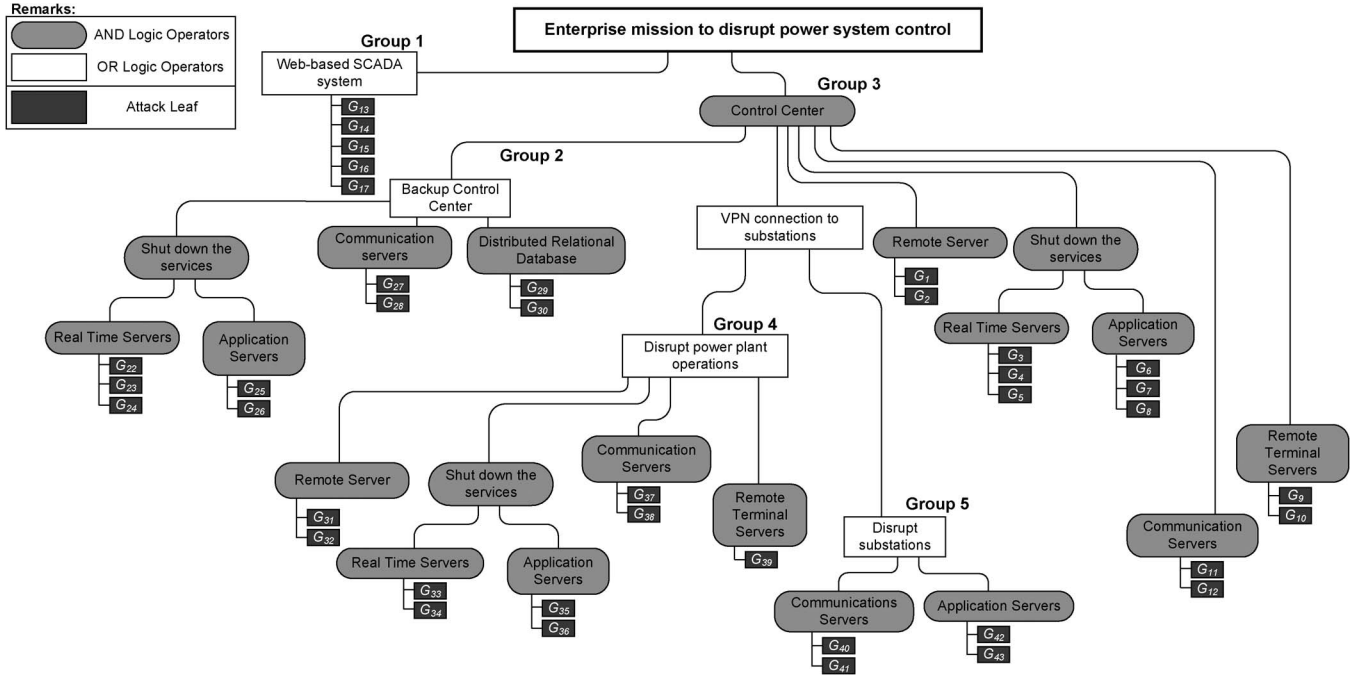 Remarks:
AND Logic Operators
OR Logic Operators
Attack Leaf
Enterprise mission to disrupt power system control
Group 1
Web-based SCADA
system
G13
G14
G15
G16
G17
Group 3
Control Center
Group 2
Backup Control
Center
Shut down the
services
Real Time Servers
G22
G23
G24
Application
Servers
G25
G26
Communication
servers
G27
G28
Distributed Relational
Database
G29
G30
VPN connection to
substations
Group 4
Disrupt power plant
operations
Remote Server
G31
G32
Shut down the
services
Real Time Servers
G33
G34
Application
Servers
G35
G36
Communication
Servers
G37
G38
Remote
Terminal
Servers
G39
Group 5
Disrupt
substations
Communications
Servers
G40
G41
Application Servers
G42
G43
Remote Server
G1
G2
Shut down the
services
Real Time Servers
G3
G4
G5
Application
Servers
G6
G7
G8
Communication
Servers
G11
G12
Remote
Terminal
Servers
G9
G10